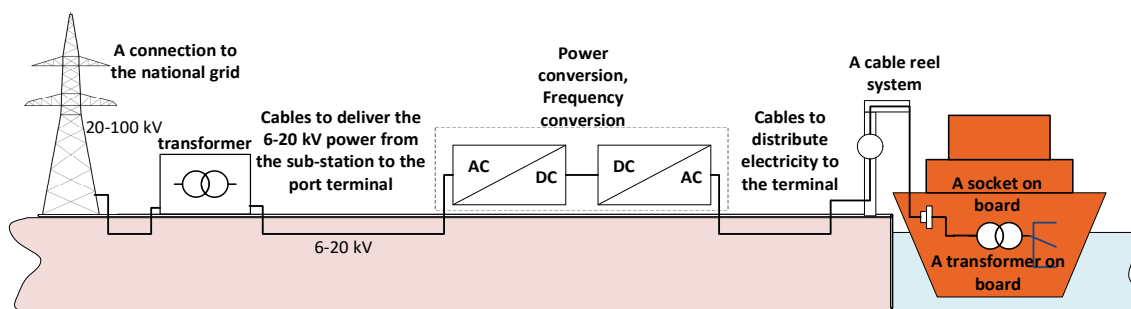 A connection to
the national grid
20-100 kV
transformer
Cables to deliver the
6-20 kV power from
the sub-station to the
port terminal
6-20 kV
Power
conversion,
Frequency
conversion
AC
DC
DC
AC
Cables to
distribute
electricity to
the terminal
A cable reel
system
A socket on
board
A transformer on
board